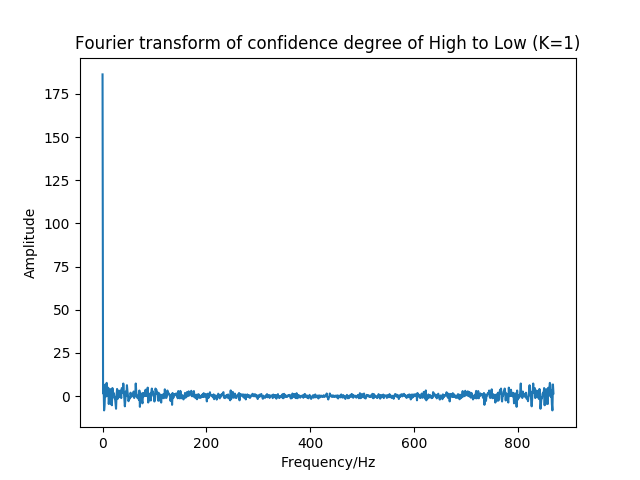 Fourier transform of confidence degree of High to Low (K=1)
175
150
125
100
75
50
25
0
Amplitude
0 200 400 600 800
Frequency/Hz